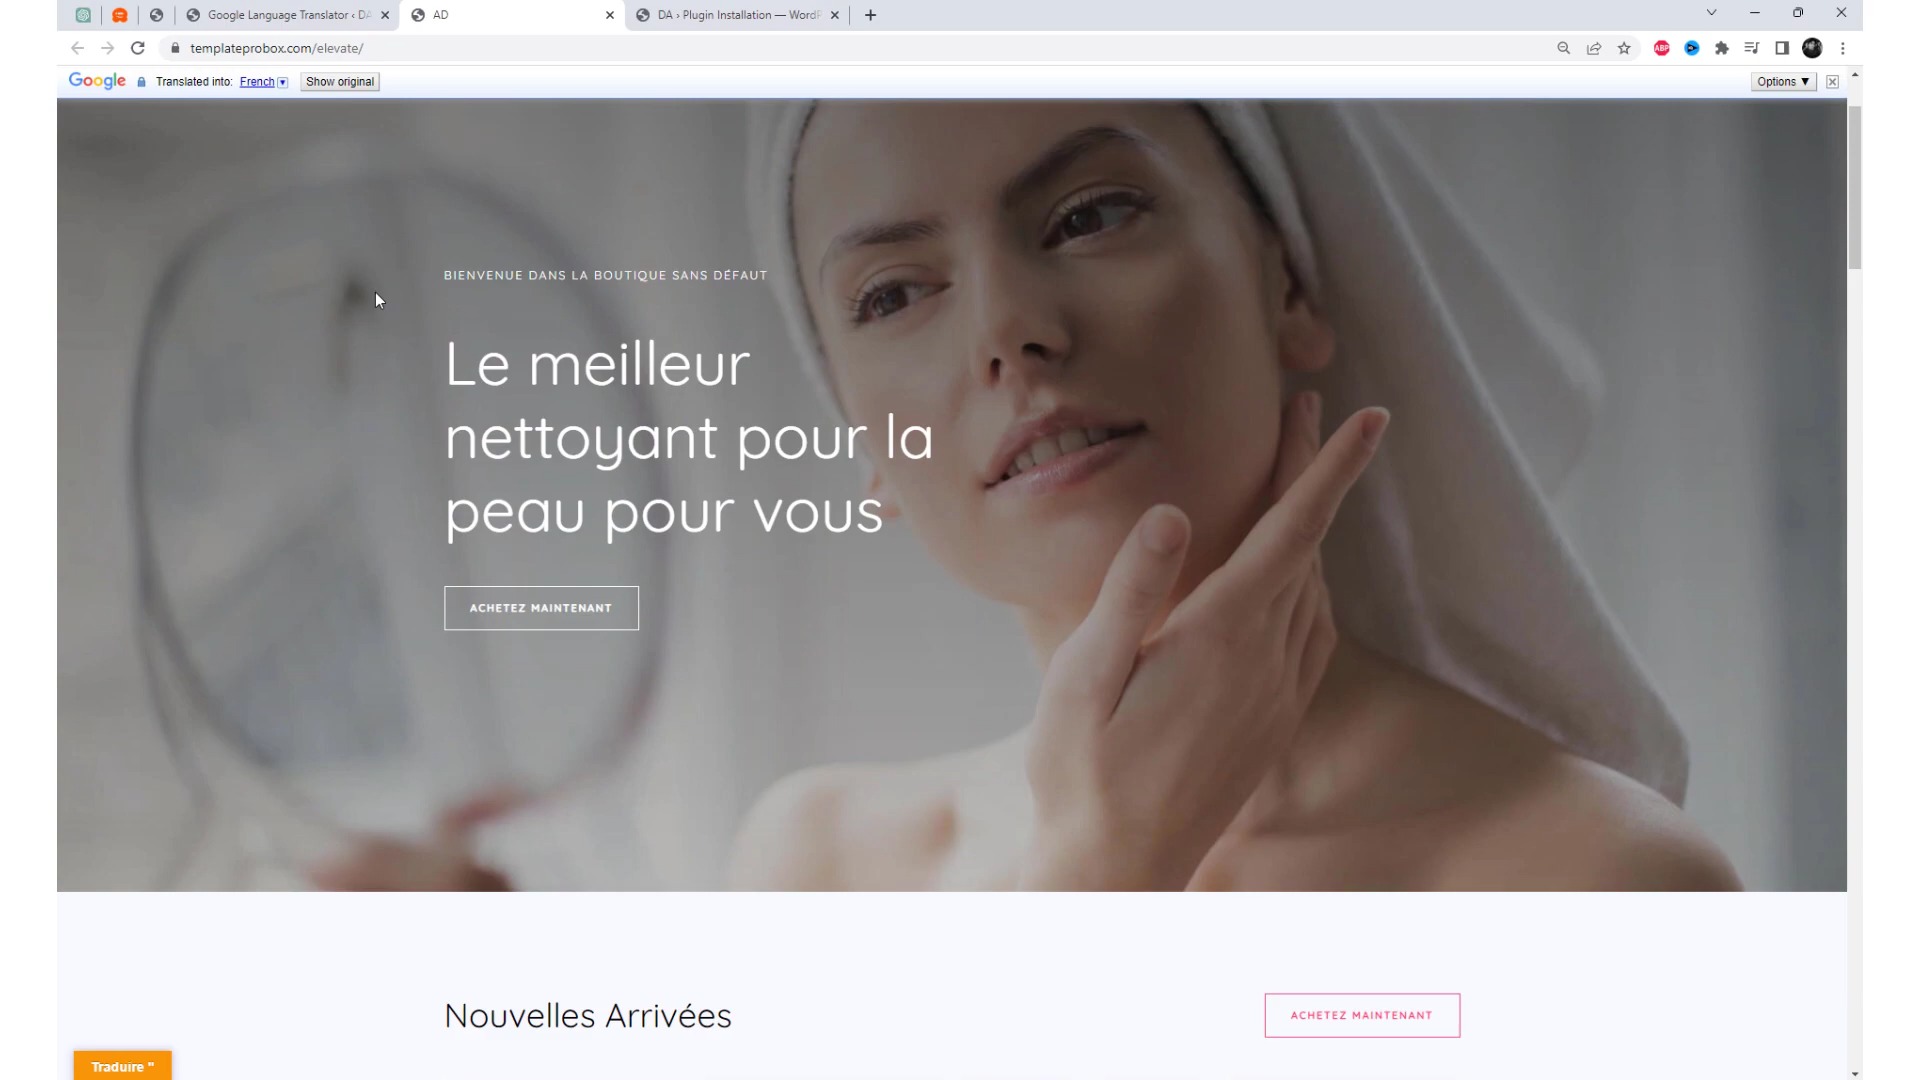 Google Language Translator ‹ DA
AD
DA › Plugin Installation — WordP
templateprobox.com/elevate/
ABP
Google Translated into: French Show original Options ▼
BIENVENUE DANS LA BOUTIQUE SANS DÉFAUT
Le meilleur
nettoyant pour la
peau pour vous
ACHETEZ MAINTENANT
Nouvelles Arrivées
ACHETEZ MAINTENANT
Traduire "